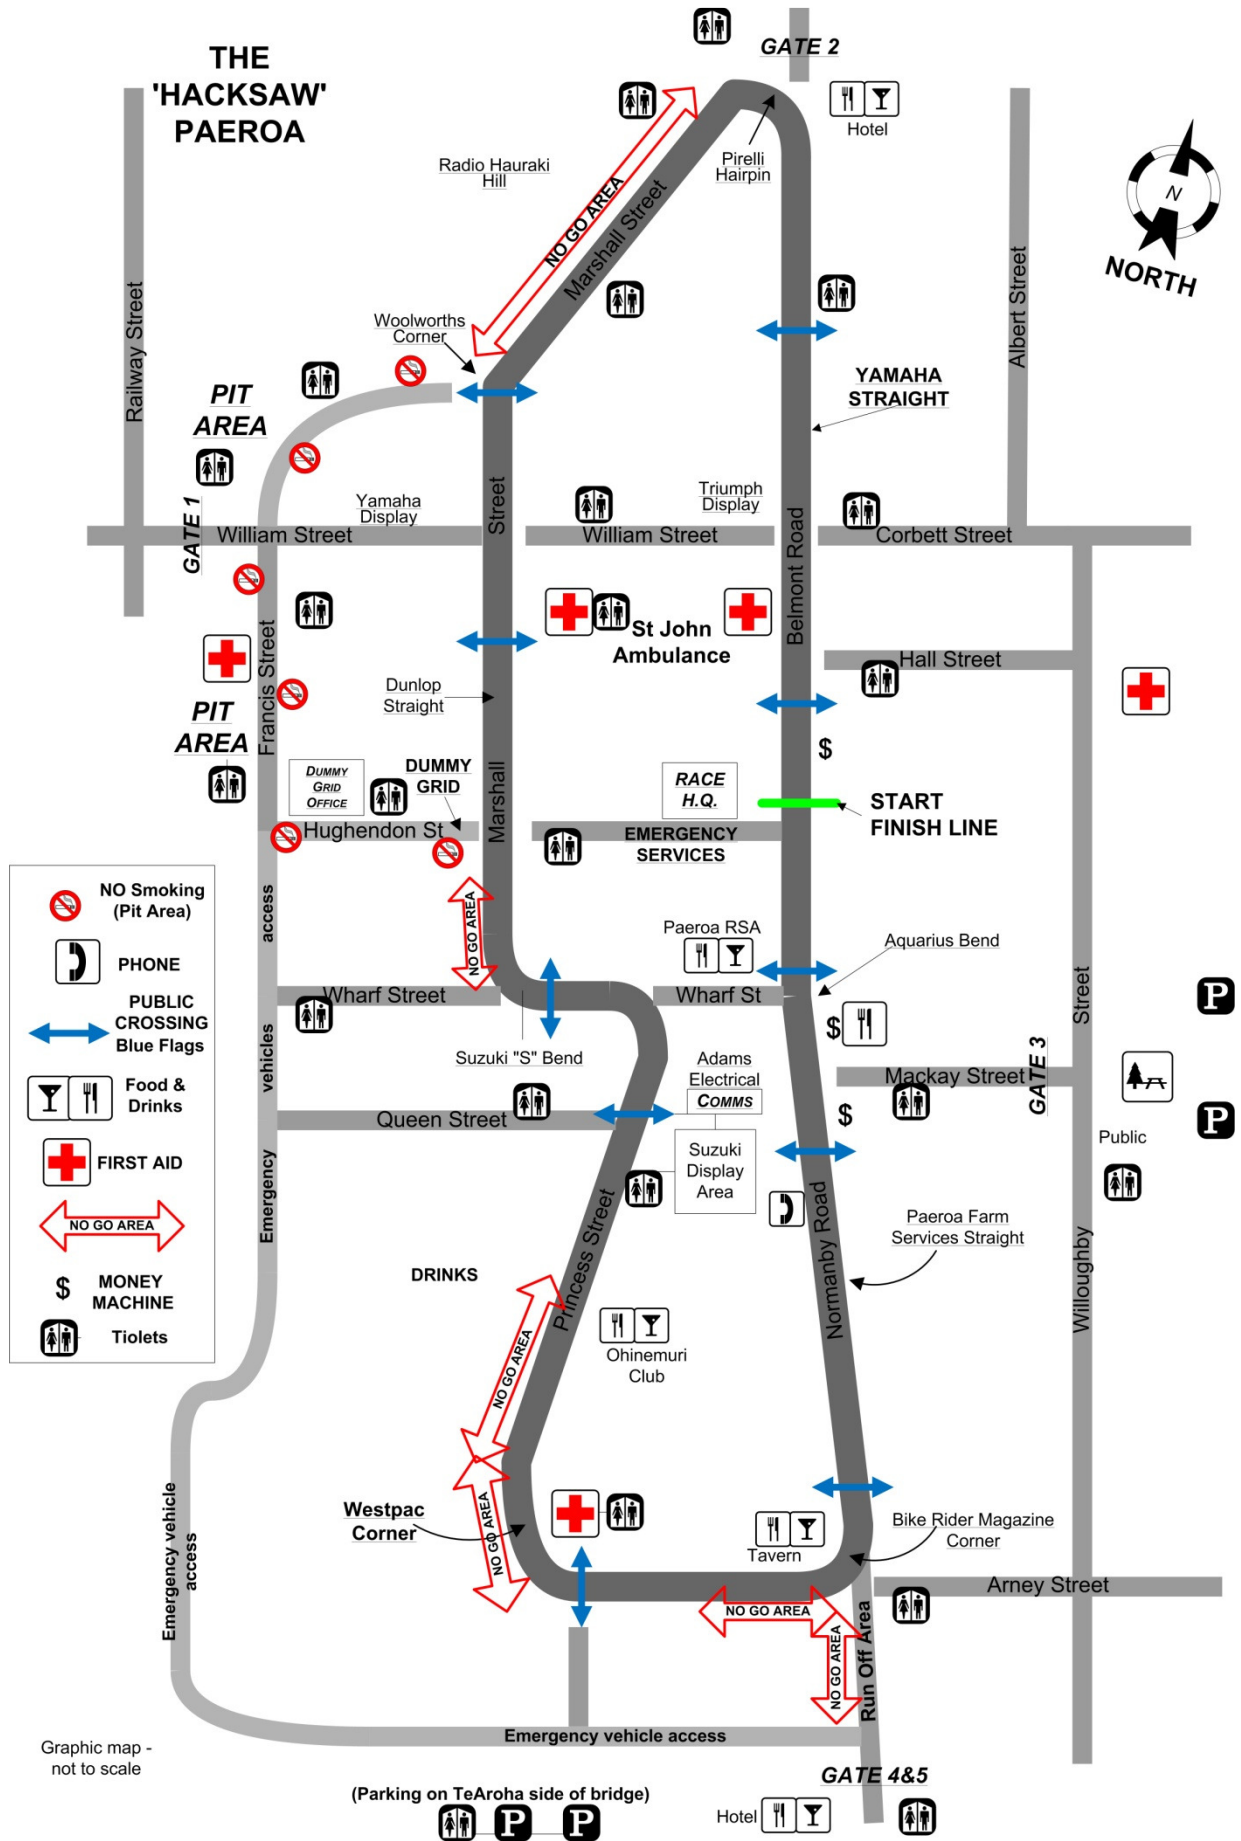 THE
'HACKSAW'
PAEROA
GATE 2
Hotel
Pirelli
Hairpin
Radio Hauraki
Hill
NO GO AREA
Marshall Street
N
NORTH
Railway Street
Albert Street
Woolworths
Corner
YAMAHA
STRAIGHT
PIT
AREA
GATE 1
Yamaha
Display
Street
Triumph
Display
William Street
William Street
Corbett Street
Belmont Road
St John
Ambulance
Hall Street
Francis Street
Dunlop
Straight
PIT
AREA
DUMMY
GRID
OFFICE
DUMMY
GRID
Marshall
$
RACE
H.Q.
START
FINISH LINE
Hughendon St
EMERGENCY
SERVICES
NO Smoking
(Pit Area)
PHONE
PUBLIC
CROSSING
Blue Flags
Food &
Drinks
FIRST AID
NO GO AREA
$
MONEY
MACHINE
Tiolets
access
vehicles
Emergency
NO GO AREA
Paeroa RSA
Aquarius Bend
Wharf Street
Wharf St
Street
P
$
Suzuki "S" Bend
Adams
Electrical
COMMS
Mackay Street
GATE 3
$
P
Queen Street
Public
Suzuki
Display
Area
Princess Street
Normanby Road
Paeroa Farm
Services Straight
Willoughby
DRINKS
NO GO AREA
Ohinemuri
Club
Westpac
Corner
NO GO AREA
Tavern
Bike Rider Magazine
Corner
Emergency vehicle
access
Arney Street
NO GO AREA
NO GO AREA
Run Off Area
Emergency vehicle access
Graphic map -
not to scale
GATE 4&5
(Parking on TeAroha side of bridge)
P
P
Hotel